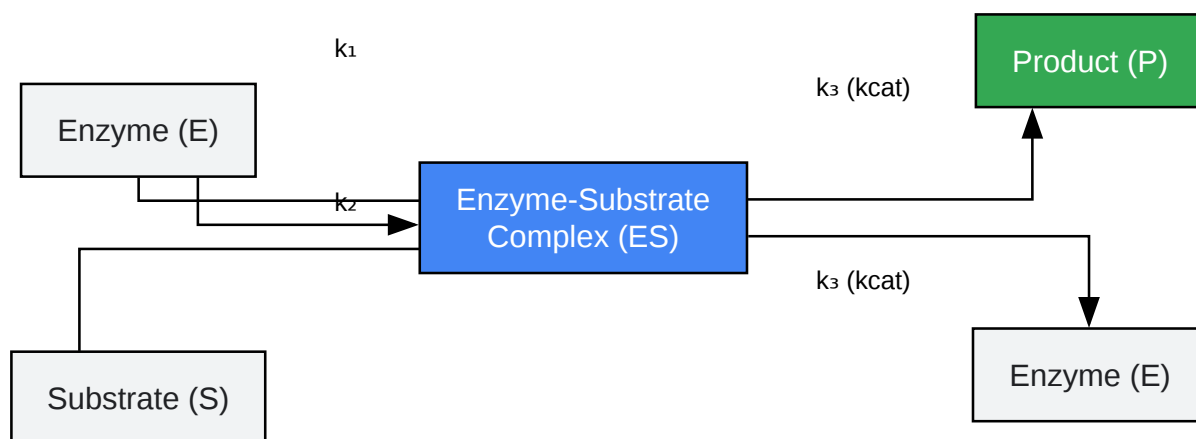 k₁
Product (P)
k₃ (kcat)
Enzyme (E)
k₂
Enzyme-Substrate
Complex (ES)
k₃ (kcat)
Substrate (S)
Enzyme (E)